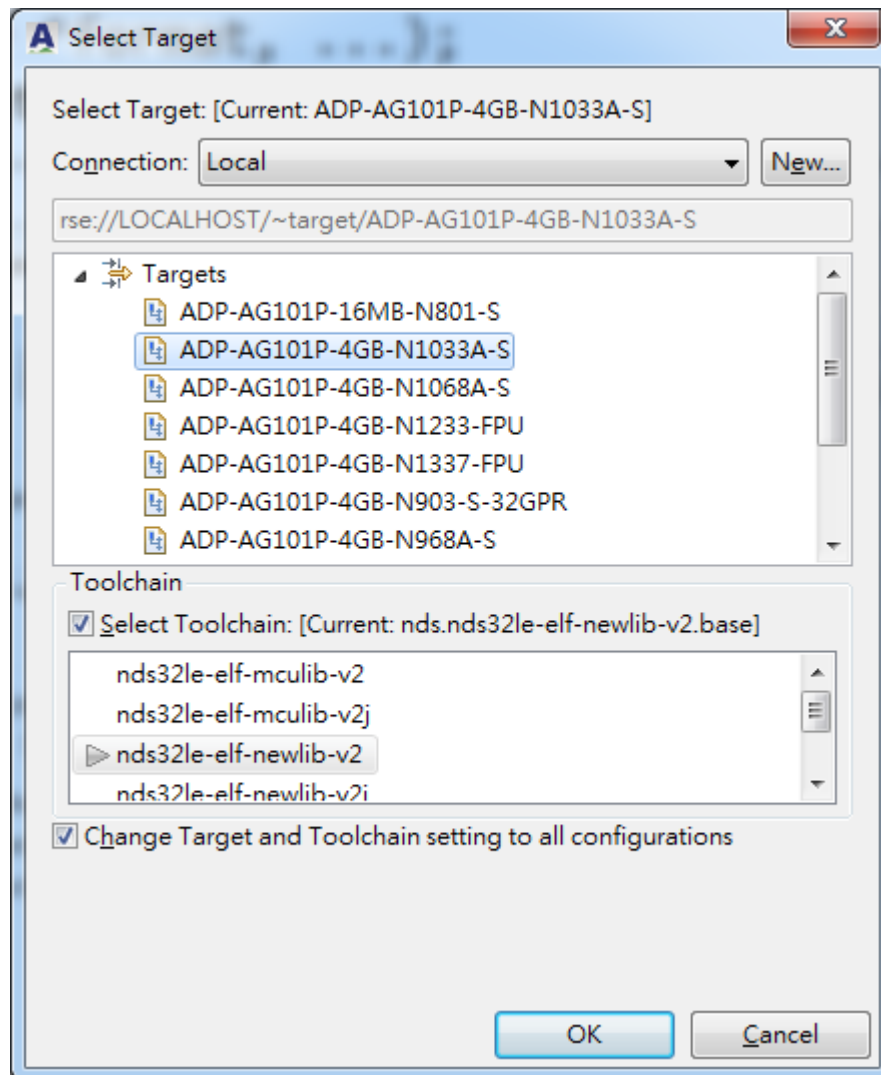 Select Target
Select Target: [Current: ADP-AG101P-4GB-N1033A-S]
Connection: Local New...
rse://LOCALHOST/~target/ADP-AG101P-4GB-N1033A-S
Targets
ADP-AG101P-16MB-N801-S
ADP-AG101P-4GB-N1033A-S
ADP-AG101P-4GB-N1068A-S
ADP-AG101P-4GB-N1233-FPU
ADP-AG101P-4GB-N1337-FPU
ADP-AG101P-4GB-N903-S-32GPR
ADP-AG101P-4GB-N968A-S
Toolchain
Select Toolchain: [Current: nds.nds32le-elf-newlib-v2.base]
nds32le-elf-mculib-v2
nds32le-elf-mculib-v2j
nds32le-elf-newlib-v2
nds32le-elf-newlib-v2j
Change Target and Toolchain setting to all configurations
OK Cancel